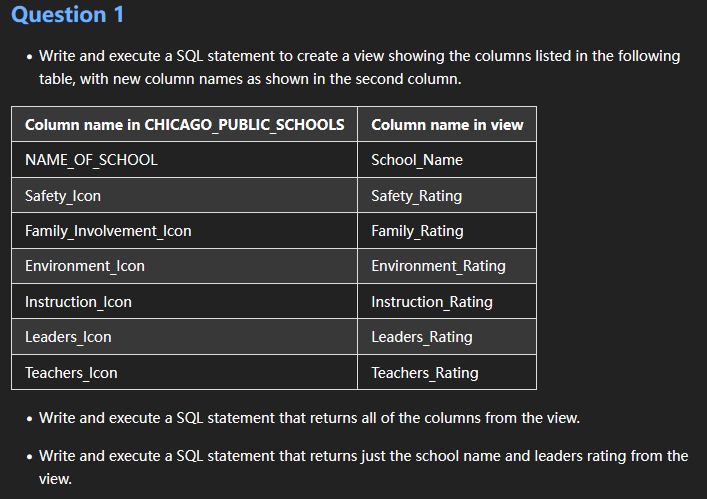 Question 1
• Write and execute a SQL statement to create a view showing the columns listed in the following
table, with new column names as shown in the second column.
Column name in CHICAGO_PUBLIC_SCHOOLS Column name in view
NAME_OF_SCHOOL School_Name
Safety_Icon Safety_Rating
Family_Involvement_Icon Family_Rating
Environment_Icon Environment_Rating
Instruction_Icon Instruction_Rating
Leaders_Icon Leaders_Rating
Teachers_Icon Teachers_Rating
• Write and execute a SQL statement that returns all of the columns from the view.
• Write and execute a SQL statement that returns just the school name and leaders rating from the
view.